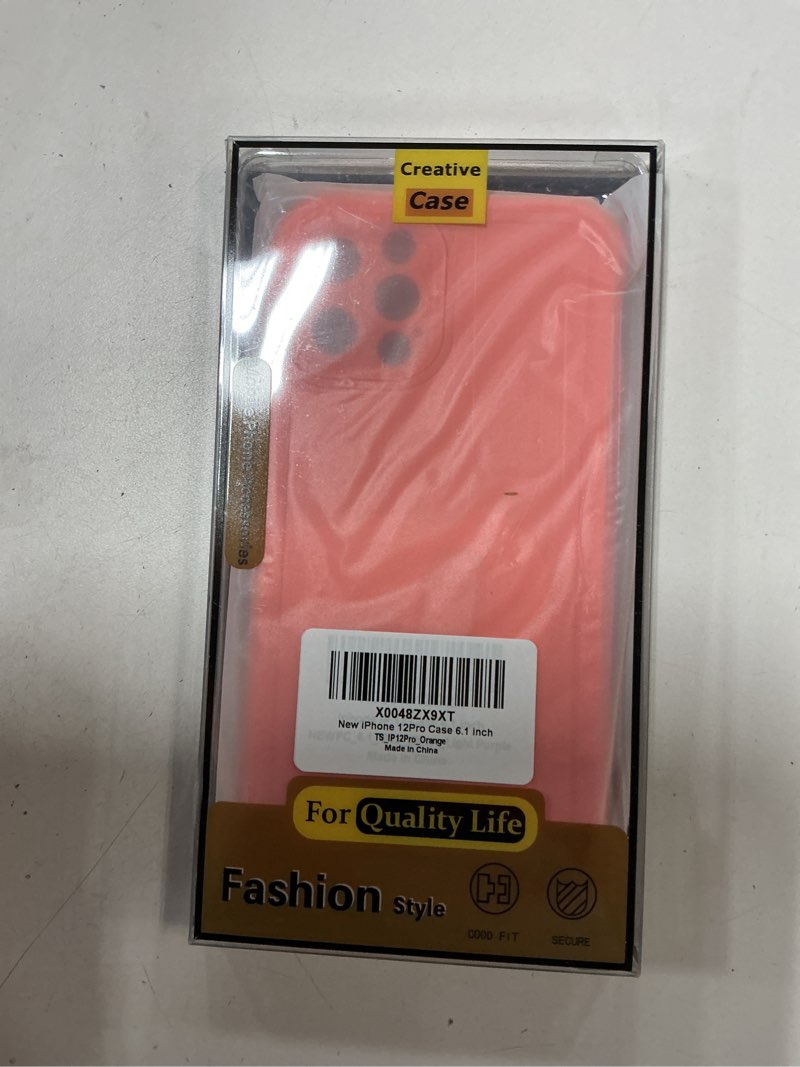 Creative
Case
X0048ZX9XT
New iPhone 12Pro Case 6.1 inch
TS_IP12Pro_Orange
Made in China
For Quality Life
Fashion Style
GOOD FIT
SECURE